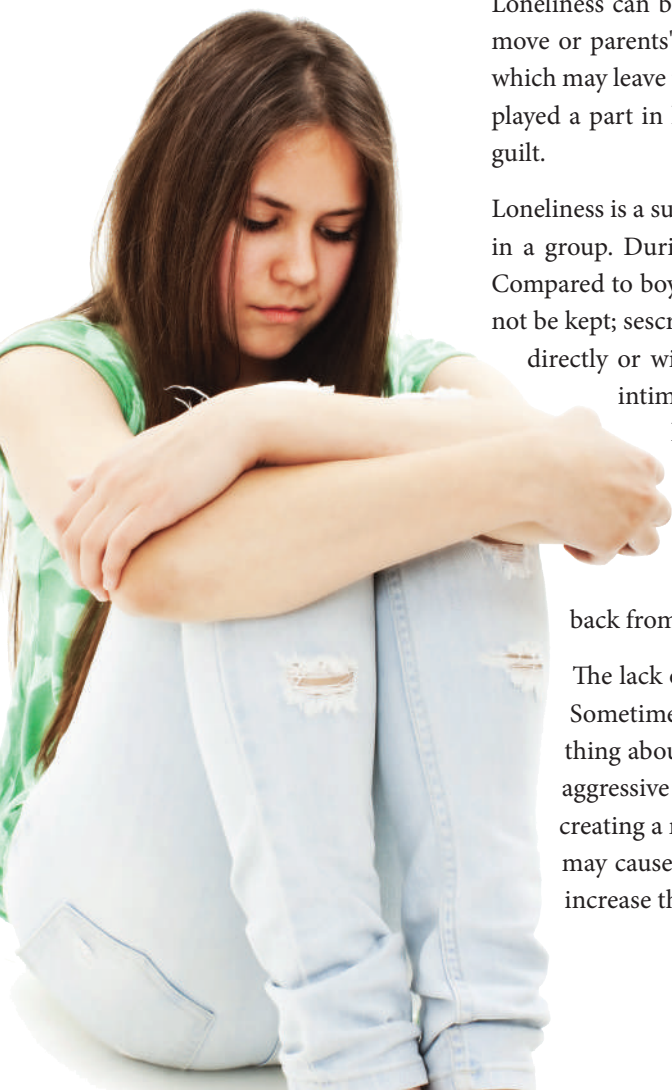 Loneliness can b
move or parents'
which may leave
played a part in
guilt.
Loneliness is a su
in a group. Duri
Compared to boy
not be kept; sescr
directly or wi
intim
back from
The lack
Sometime
thing abou
aggressive
creating a
may cause
increase th